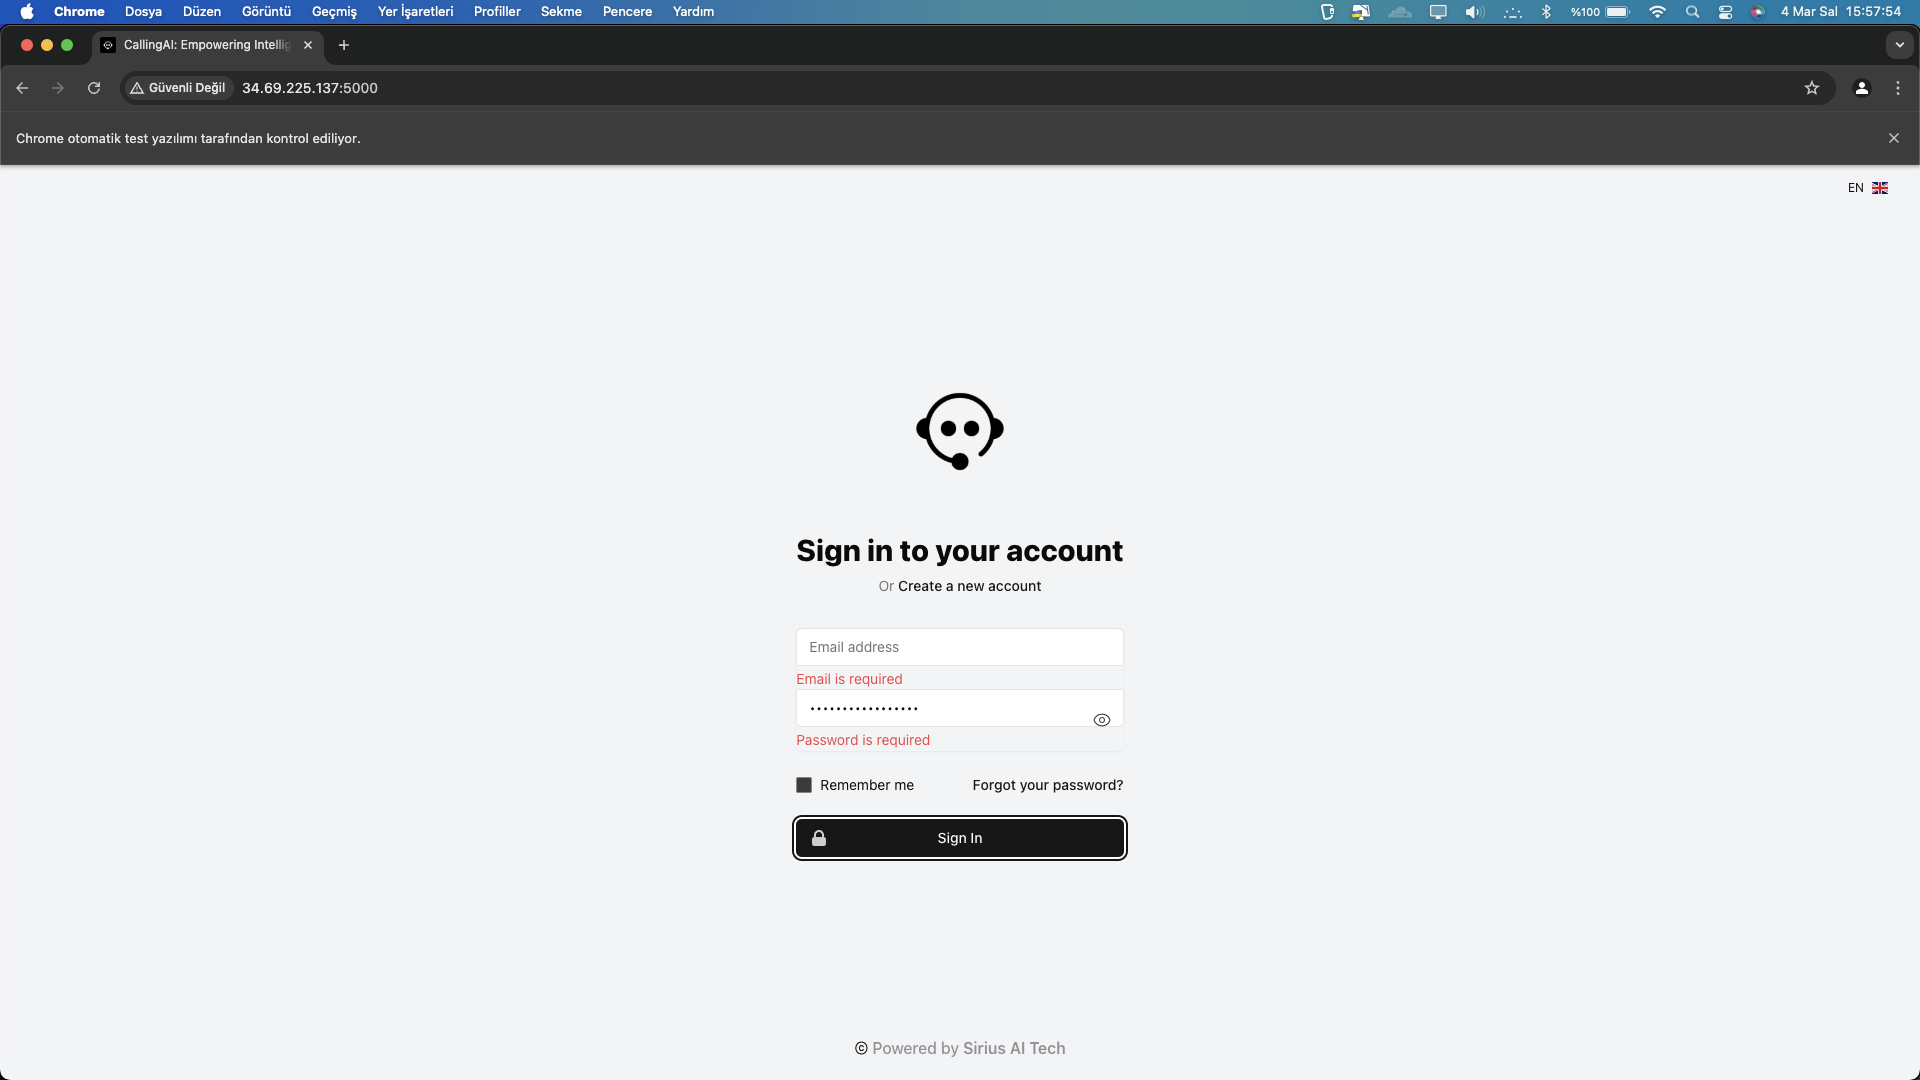 Chrome Dosya Düzen Görüntü Geçmiş Yer İşaretleri Profiller Sekme Pencere Yardım %100 4 Mar Sal 15:57:54
CallingAI: Empowering Intellig
Güvenli Değil 34.69.225.137:5000
Chrome otomatik test yazılımı tarafından kontrol ediliyor.
EN
Sign in to your account
Or Create a new account
Email address
Email is required
•••••••••••••••••
Password is required
Remember me Forgot your password?
Sign In
© Powered by Sirius AI Tech